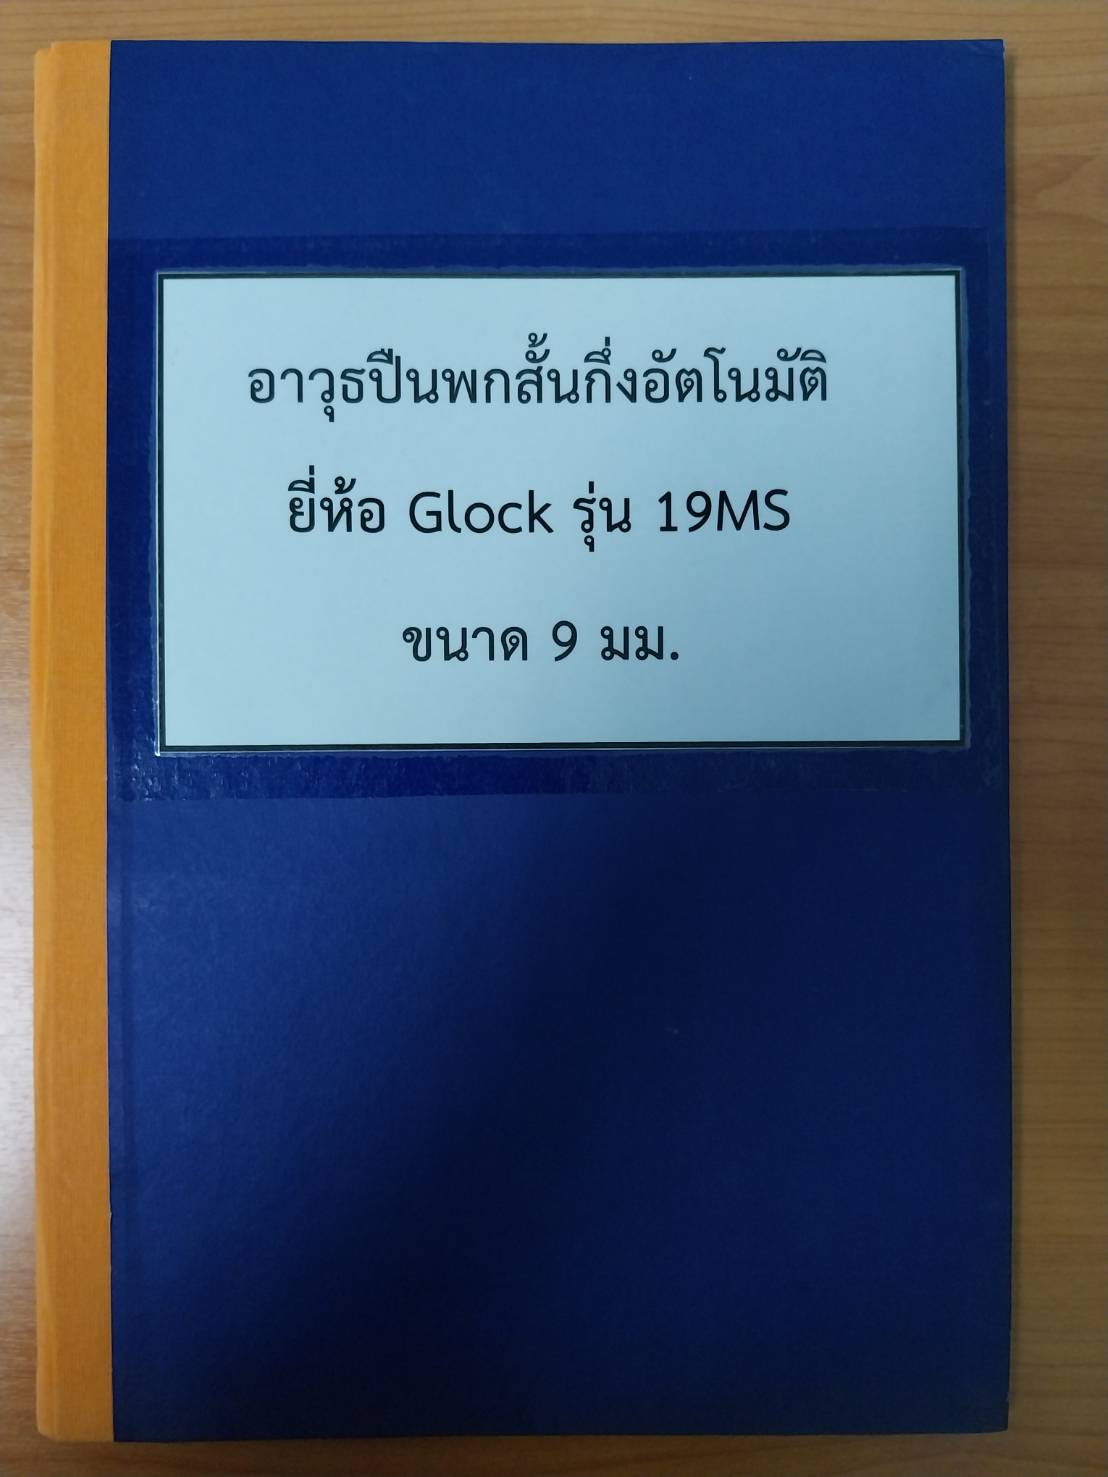 อาวุธปืนพกสั้นกึ่งอัตโนมัติ
ยี่ห้อ Glock รุ่น 19MS
ขนาด 9 มม.